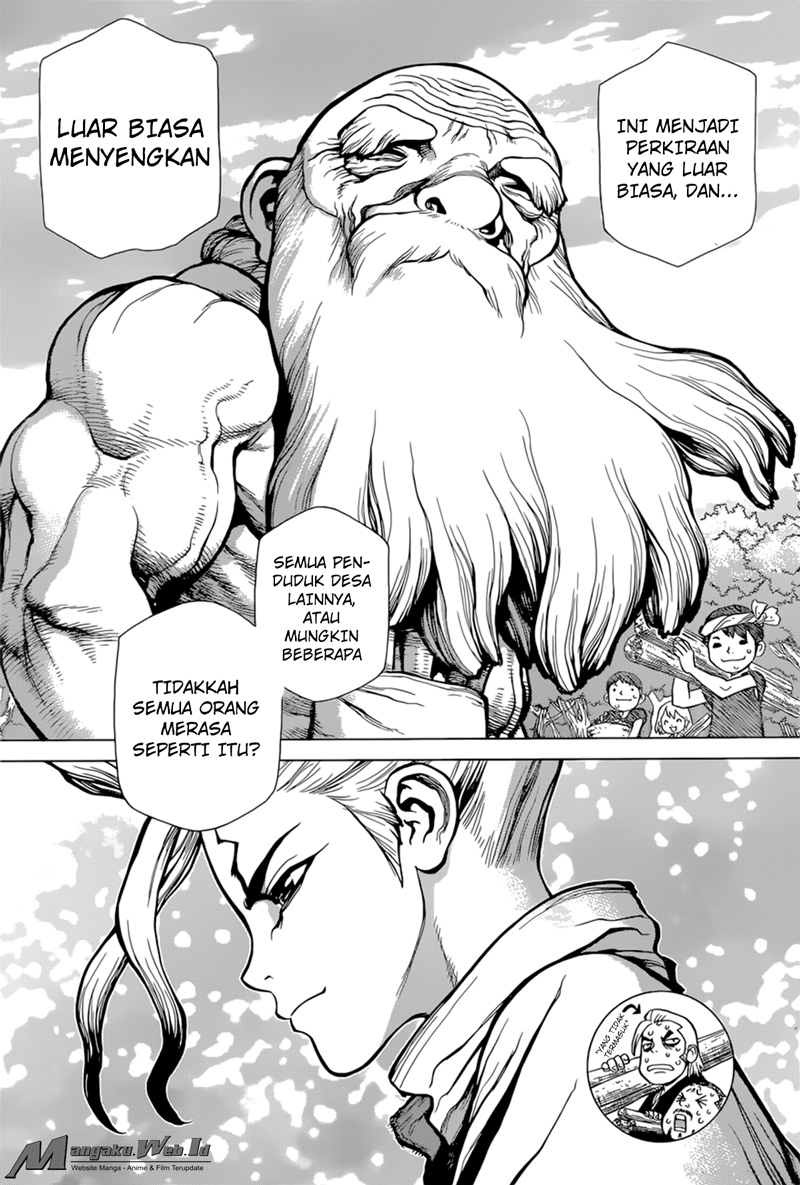 INI MENJADI
PERKIRAAN
YANG LUAR
BIASA, DAN...
LUAR BIASA
MENYENGKAN
SEMUA PEN-
DUDUK DESA
LAINNYA,
ATAU
MUNGKIN
BEBERAPA
TIDAKKAH
SEMUA ORANG
MERASA
SEPERTI ITU?
"YANG TIDAK
TERMASUK"
Mangaku.Web.Id
Website Manga - Anime & Film Terupdate